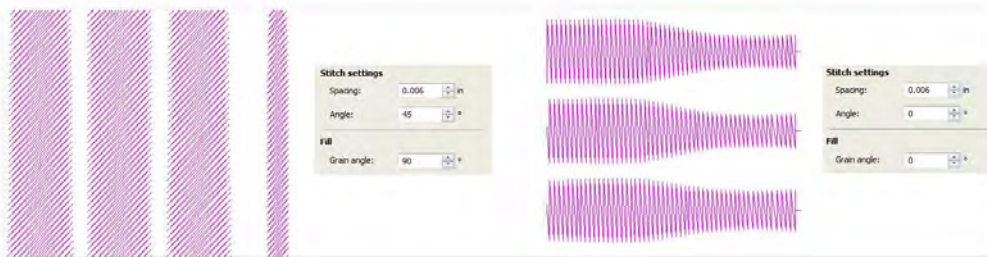 Stitch settings
Spacing: 0.006 in
Angle: 45 °
Fill
Grain angle: 90 °
Stitch settings
Spacing: 0.006 in
Angle: 0 °
Fill
Grain angle: 0 °